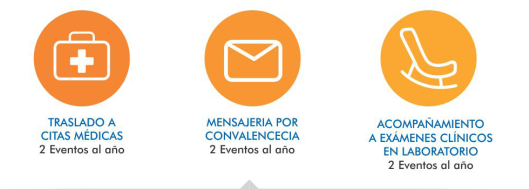 TRASLADO A
CITAS MÉDICAS
2 Eventos al año
MENSAJERIA POR
CONVALENCECIA
2 Eventos al año
ACOMPAÑAMIENTO
A EXÁMENES CLÍNICOS
EN LABORATORIO
2 Eventos al año